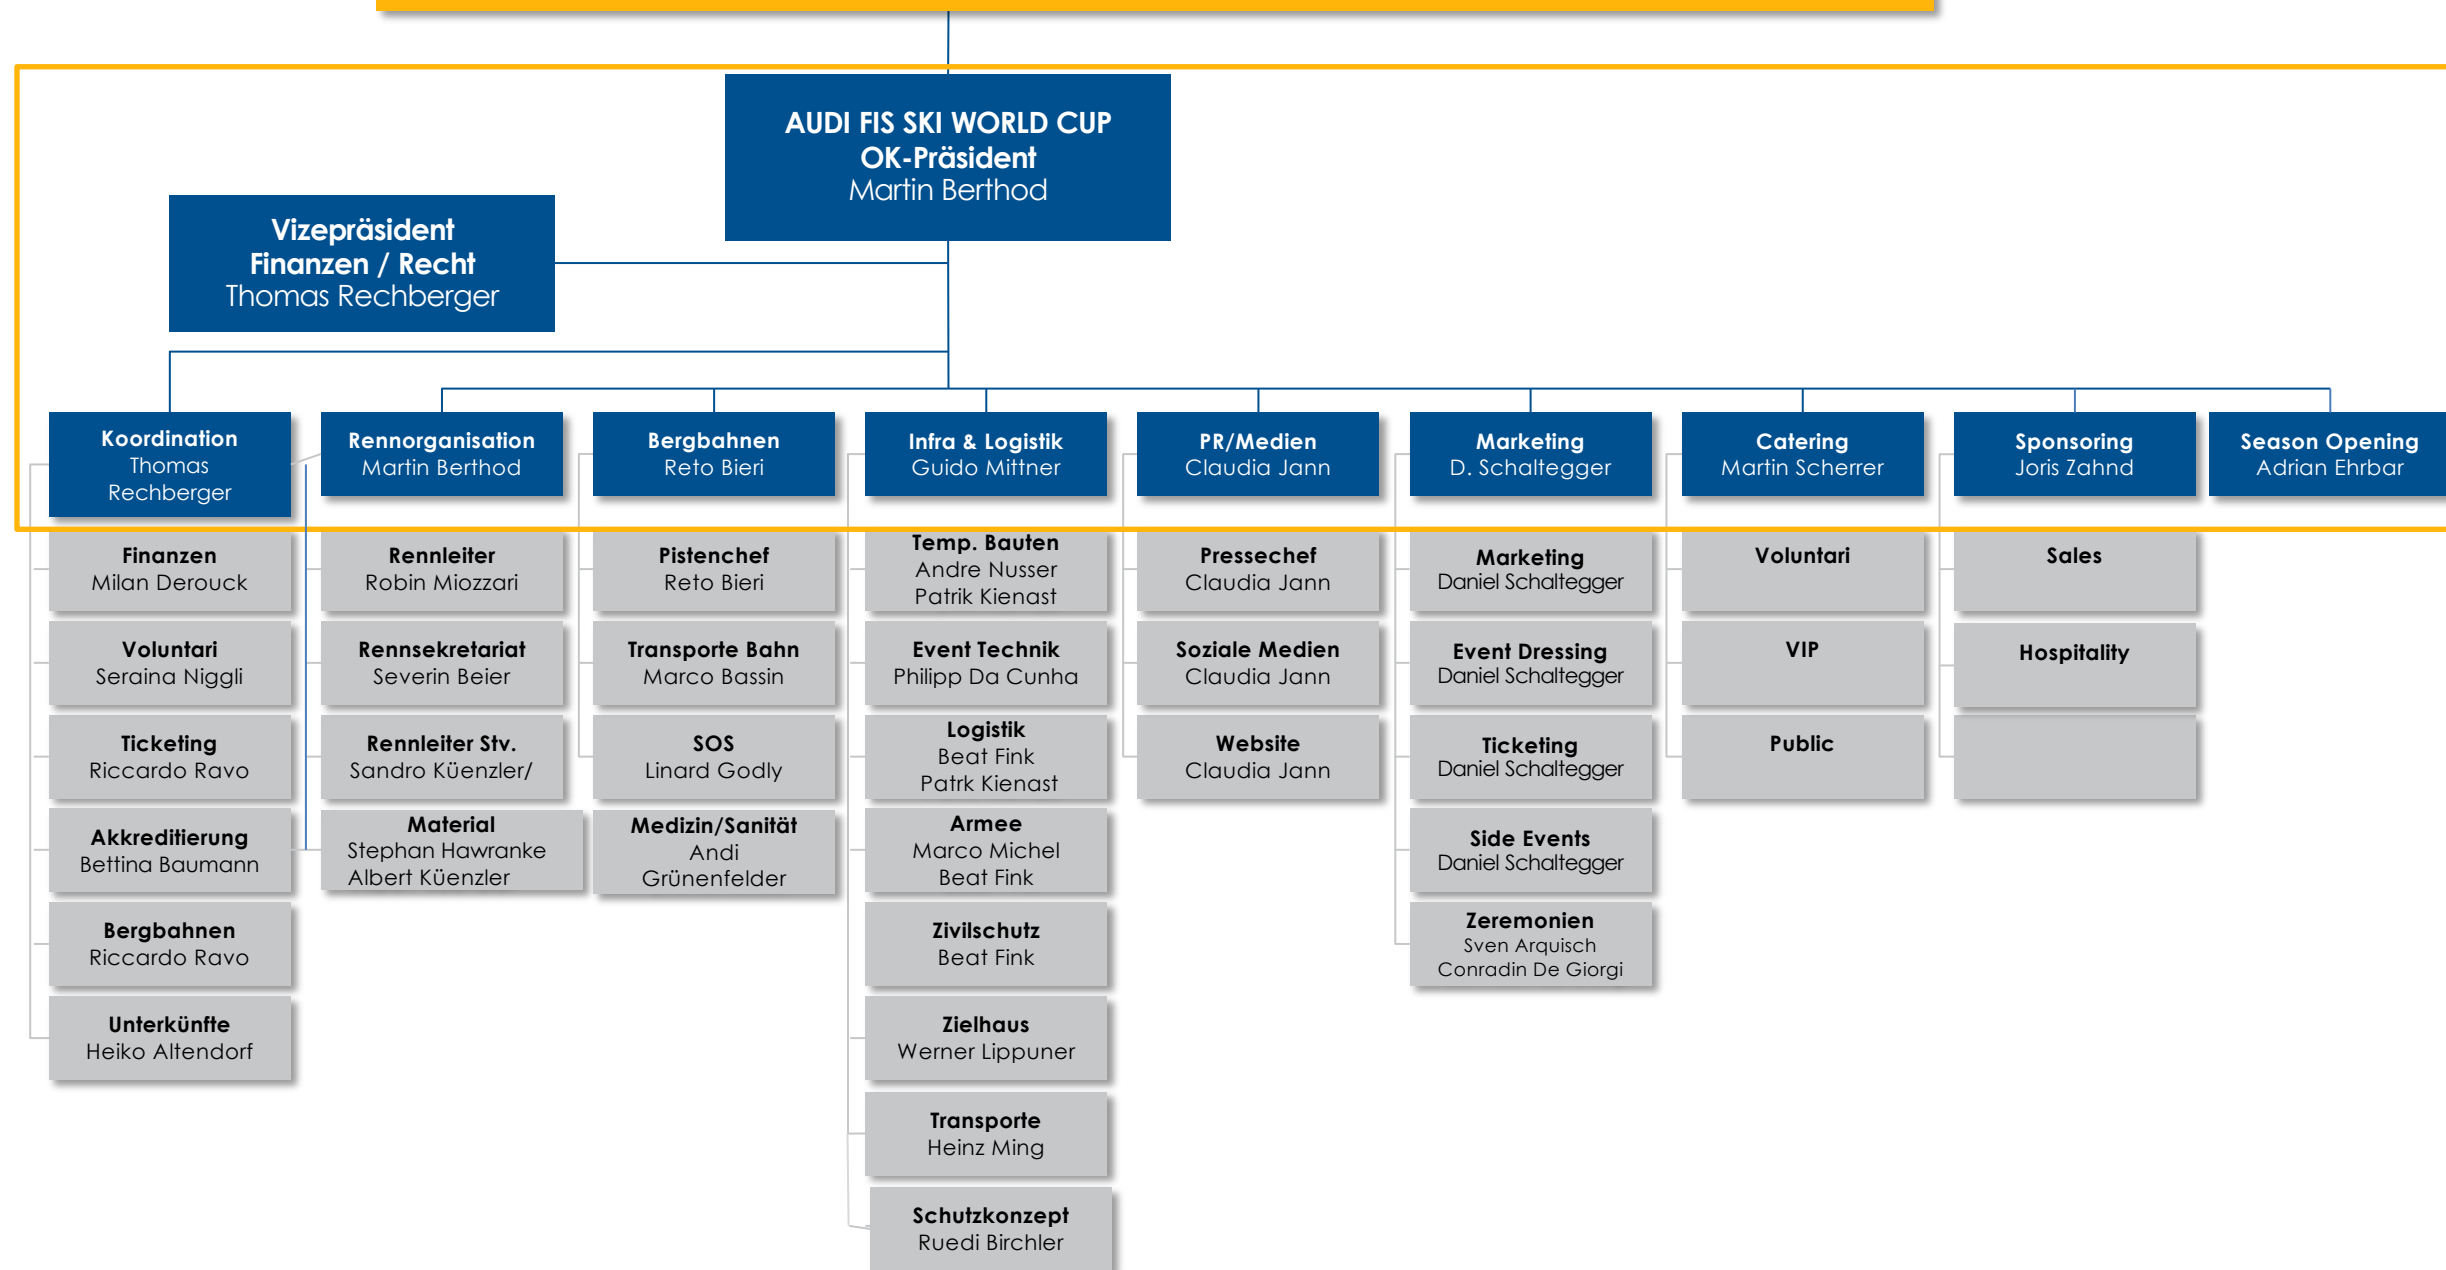 AUDI FIS SKI WORLD CUP
OK-Präsident
Martin Berthod
Vizepräsident
Finanzen / Recht
Thomas Rechberger
Koordination
Thomas
Rechberger
Rennorganisation
Martin Berthod
Bergbahnen
Reto Bieri
Infra & Logistik
Guido Mittner
PR/Medien
Claudia Jann
Marketing
D. Schaltegger
Catering
Martin Scherrer
Sponsoring
Joris Zahnd
Season Opening
Adrian Ehrbar
Finanzen
Milan Derouck
Voluntari
Seraina Niggli
Ticketing
Riccardo Ravo
Akkreditierung
Bettina Baumann
Bergbahnen
Riccardo Ravo
Unterkünfte
Heiko Altendorf
Rennleiter
Robin Miozzari
Rennsekretariat
Severin Beier
Rennleiter Stv.
Sandro Küenzler/
Material
Stephan Hawranke
Albert Küenzler
Pistenchef
Reto Bieri
Transporte Bahn
Marco Bassin
SOS
Linard Godly
Medizin/Sanität
Andi
Grünenfelder
Temp. Bauten
Andre Nusser
Patrik Kienast
Event Technik
Philipp Da Cunha
Logistik
Beat Fink
Patrk Kienast
Armee
Marco Michel
Beat Fink
Zivilschutz
Beat Fink
Zielhaus
Werner Lippuner
Transporte
Heinz Ming
Schutzkonzept
Ruedi Birchler
Pressechef
Claudia Jann
Soziale Medien
Claudia Jann
Website
Claudia Jann
Marketing
Daniel Schaltegger
Event Dressing
Daniel Schaltegger
Ticketing
Daniel Schaltegger
Side Events
Daniel Schaltegger
Zeremonien
Sven Arquisch
Conradin De Giorgi
Voluntari
VIP
Public
Sales
Hospitality